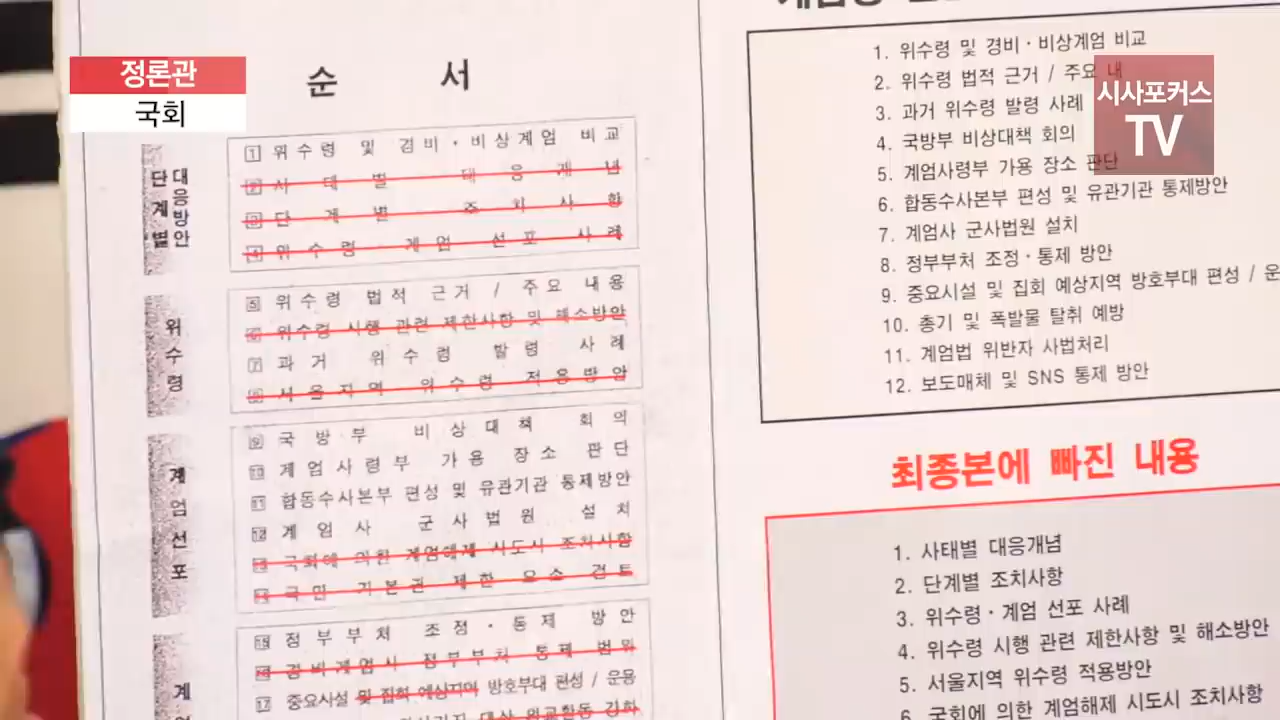 정론관
국회
시사포커스
TV
순 서
단계별 대응방안
1 위수령 및 경비·비상계엄 비교
2 사태별 대응개념
3 단계별 조치사항
4 위수령·계엄 선포 사례
위수령
5 위수령 법적 근거 / 주요 내용
6 위수령 시행 관련 제한사항 및 해소방안
7 과거 위수령 발령 사례
8 서울지역 위수령 적용방안
계엄선포
9 국방부 비상대책 회의
10 계엄사령부 가용 장소 판단
11 합동수사본부 편성 및 유관기관 통제방안
12 계엄사 군사법원 설치
13 국회에 의한 계엄해제 시도시 조치사항
14 국민 기본권 제한 요소 검토
계
15 정부부처 조정·통제 방안
16 경비계엄시 정부부처 통제 범위
17 중요시설 및 집회 예상지역 방호부대 편성 / 운용
대상 외교활동 강화
1. 위수령 및 경비·비상계엄 비교
2. 위수령 법적 근거 / 주요 내
3. 과거 위수령 발령 사례
4. 국방부 비상대책 회의
5. 계엄사령부 가용 장소 판단
6. 합동수사본부 편성 및 유관기관 통제방안
7. 계엄사 군사법원 설치
8. 정부부처 조정·통제 방안
9. 중요시설 및 집회 예상지역 방호부대 편성 / 운
10. 총기 및 폭발물 탈취 예방
11. 계엄법 위반자 사법처리
12. 보도매체 및 SNS 통제 방안
최종본에 빠진 내용
1. 사태별 대응개념
2. 단계별 조치사항
3. 위수령·계엄 선포 사례
4. 위수령 시행 관련 제한사항 및 해소방안
5. 서울지역 위수령 적용방안
6. 국회에 의한 계엄해제 시도시 조치사항